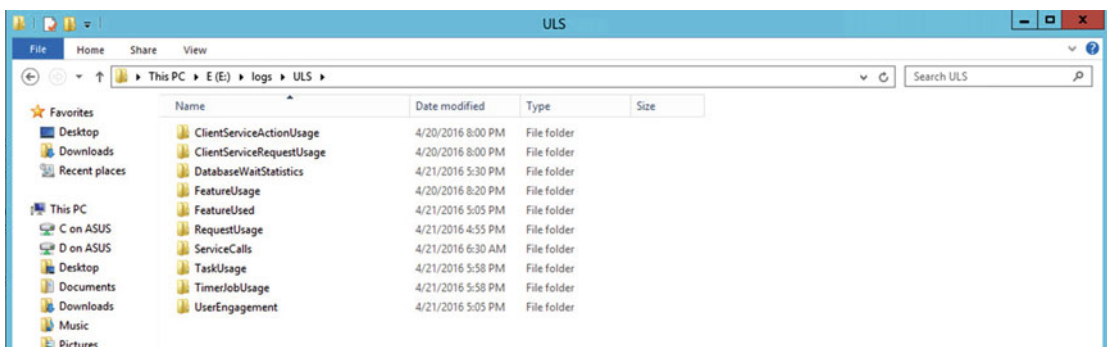 ULS
File Home Share View
This PC E (E:) logs ULS Search ULS
Name Date modified Type Size
Favorites
Desktop
Downloads
Recent places
This PC
C on ASUS
D on ASUS
Desktop
Documents
Downloads
Music
Pictures
ClientServiceActionUsage 4/20/2016 8:00 PM File folder
ClientServiceRequestUsage 4/20/2016 8:00 PM File folder
DatabaseWaitStatistics 4/21/2016 5:30 PM File folder
FeatureUsage 4/20/2016 8:20 PM File folder
FeatureUsed 4/21/2016 5:05 PM File folder
RequestUsage 4/21/2016 4:55 PM File folder
ServiceCalls 4/21/2016 6:30 AM File folder
TaskUsage 4/21/2016 5:58 PM File folder
TimerJobUsage 4/21/2016 5:58 PM File folder
UserEngagement 4/21/2016 5:05 PM File folder